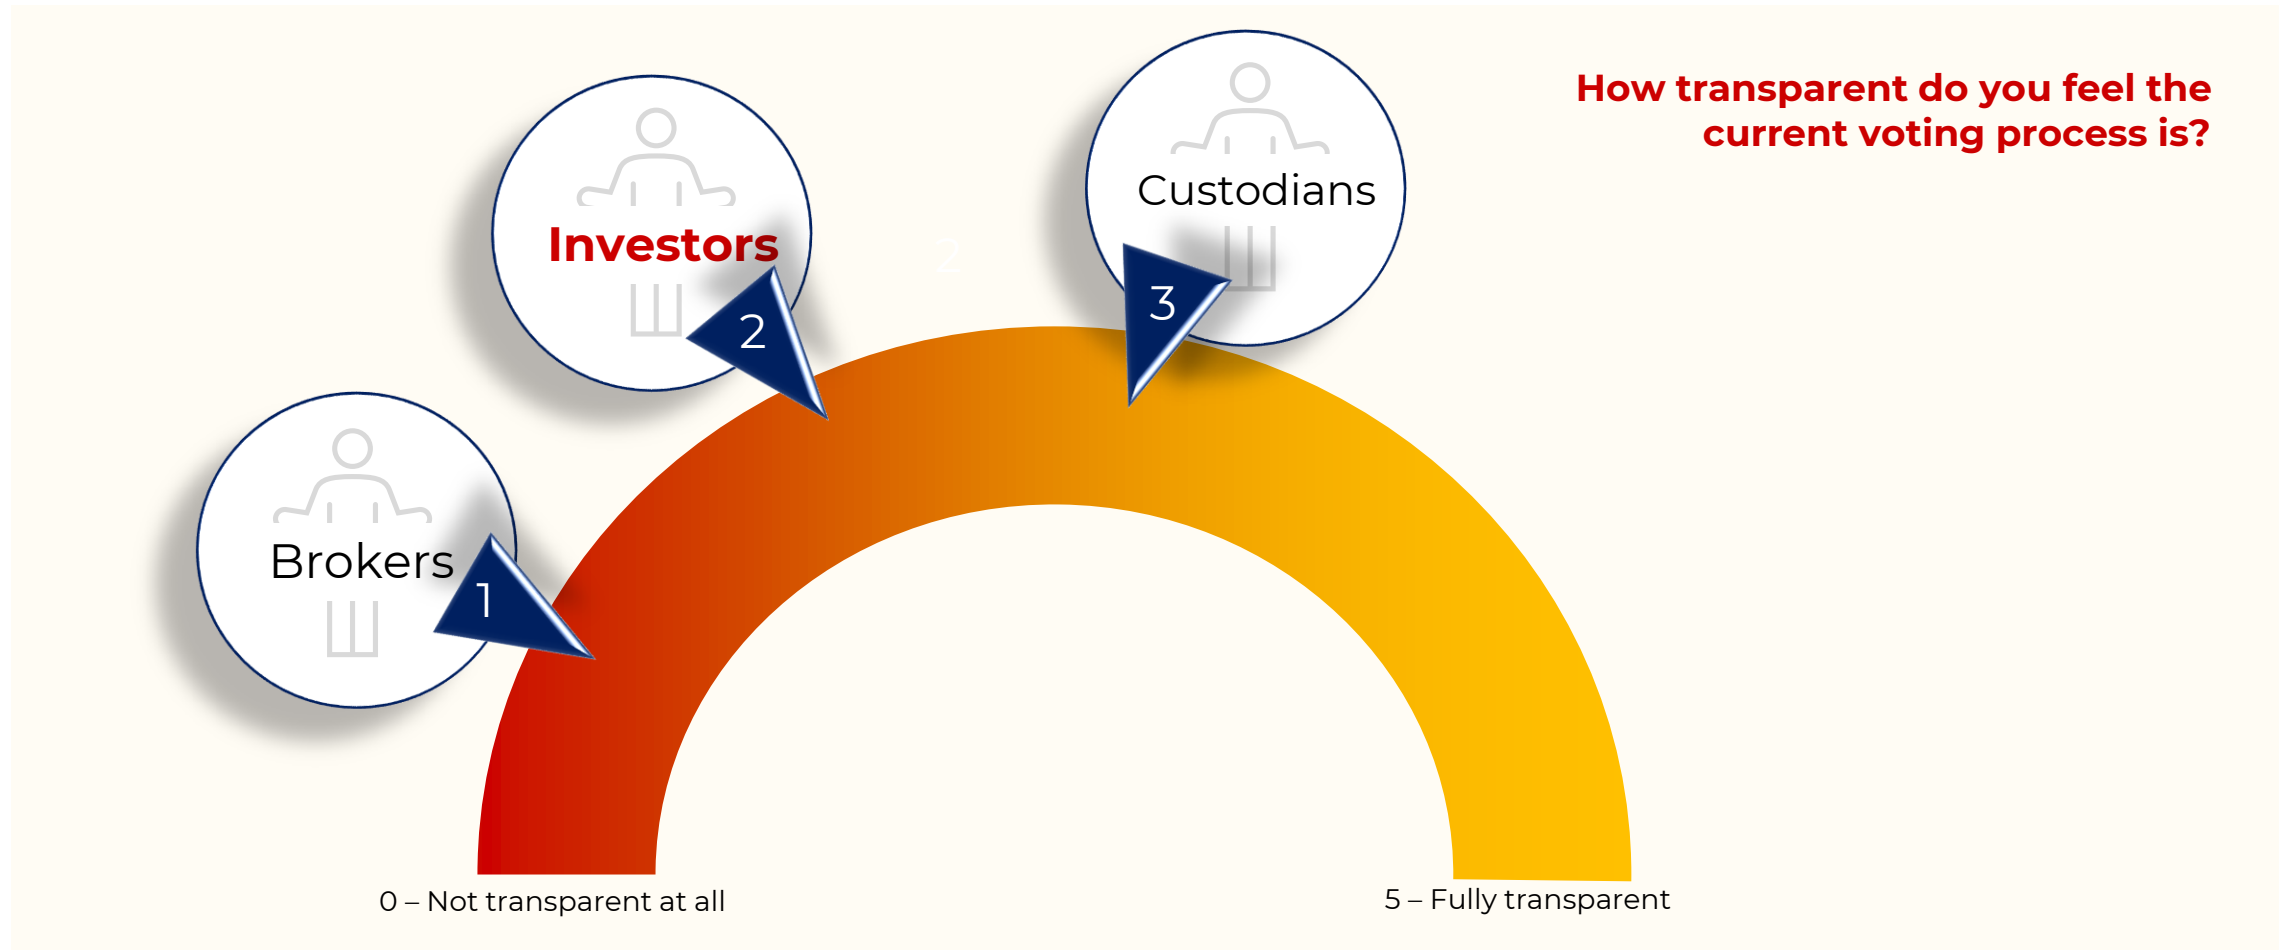 How transparent do you feel the
current voting process is?
Custodians
3
Investors
2
2
Brokers
1
0 – Not transparent at all
5 – Fully transparent